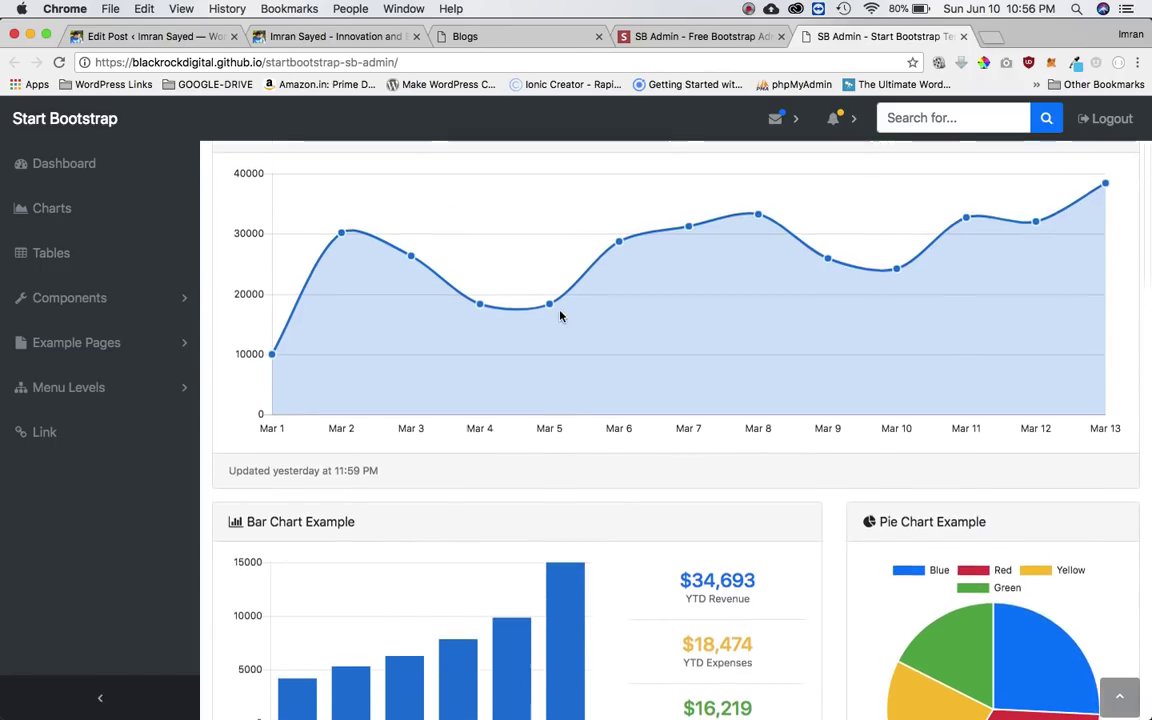 Chrome File Edit View History Bookmarks People Window Help 80% Sun Jun 10 10:56 PM
Edit Post ‹ Imran Sayed — Wor
Imran Sayed - Innovation and E
Blogs
SB Admin - Free Bootstrap Adm
SB Admin - Start Bootstrap Te
Imran
https://blackrockdigital.github.io/startbootstrap-sb-admin/
Apps WordPress Links GOOGLE-DRIVE Amazon.in: Prime D... Make WordPress C... Ionic Creator - Rapi... Getting Started wit... phpMyAdmin The Ultimate Wor... » Other Bookmarks
Start Bootstrap
Search for...
Logout
Dashboard
Charts
Tables
Components
Example Pages
Menu Levels
Link
40000
30000
20000
10000
0
Mar 1 Mar 2 Mar 3 Mar 4 Mar 5 Mar 6 Mar 7 Mar 8 Mar 9 Mar 10 Mar 11 Mar 12 Mar 13
Updated yesterday at 11:59 PM
Bar Chart Example
15000
10000
5000
$34,693
YTD Revenue
$18,474
YTD Expenses
$16,219
Pie Chart Example
Blue Red Yellow
Green